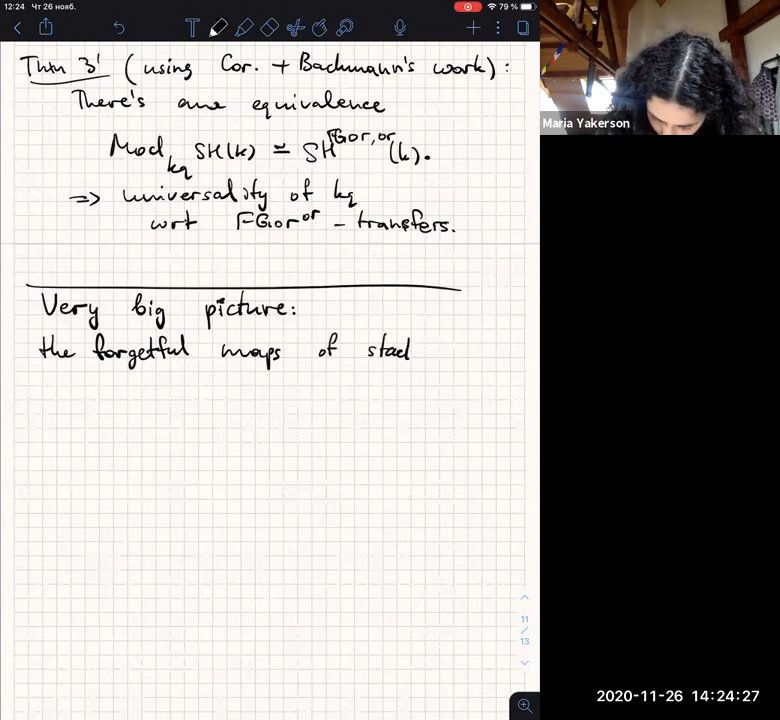 12:24 Чт 26 нояб.
79 %
Thm 3' (using Cor. + Bachmann's work):
There's an equivalence
Mod_kq SH(k) ≃ SH^FGor,or(k).
⇒ universality of kq
wrt FGor^or - transfers.
Very big picture:
the forgetful maps of stad
11
/
13
Maria Yakerson
2020-11-26 14:24:27